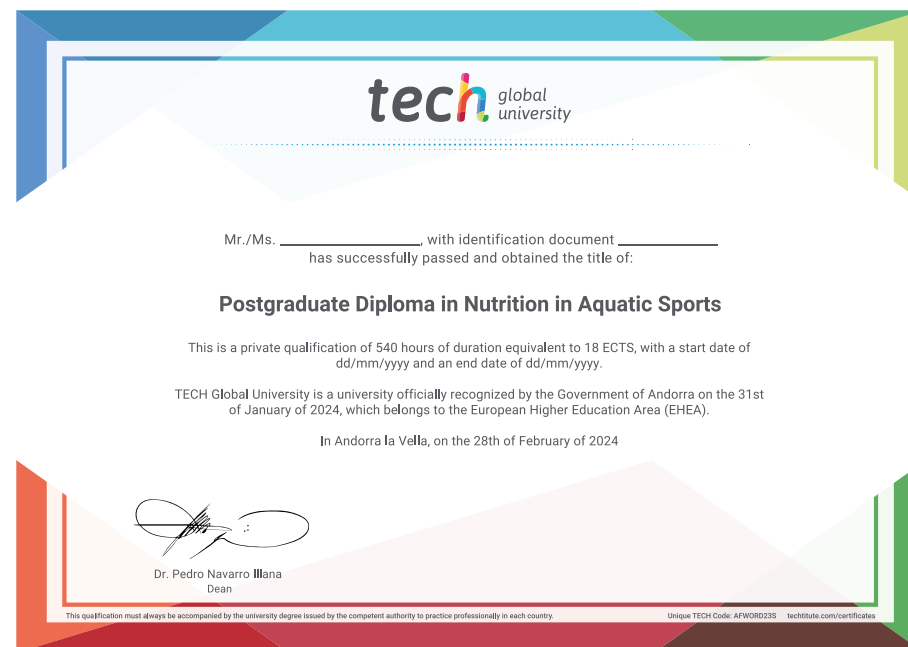 tech global university
Mr./Ms. ____________, with identification document ____________
has successfully passed and obtained the title of:
Postgraduate Diploma in Nutrition in Aquatic Sports
This is a private qualification of 540 hours of duration equivalent to 18 ECTS, with a start date of
dd/mm/yyyy and an end date of dd/mm/yyyy.
TECH Global University is a university officially recognized by the Government of Andorra on the 31st
of January of 2024, which belongs to the European Higher Education Area (EHEA).
In Andorra la Vella, on the 28th of February of 2024
Dr. Pedro Navarro Illana
Dean
This qualification must always be accompanied by the university degree issued by the competent authority to practice professionally in each country.
Unique TECH Code: AFWORD23S techtitute.com/certificates